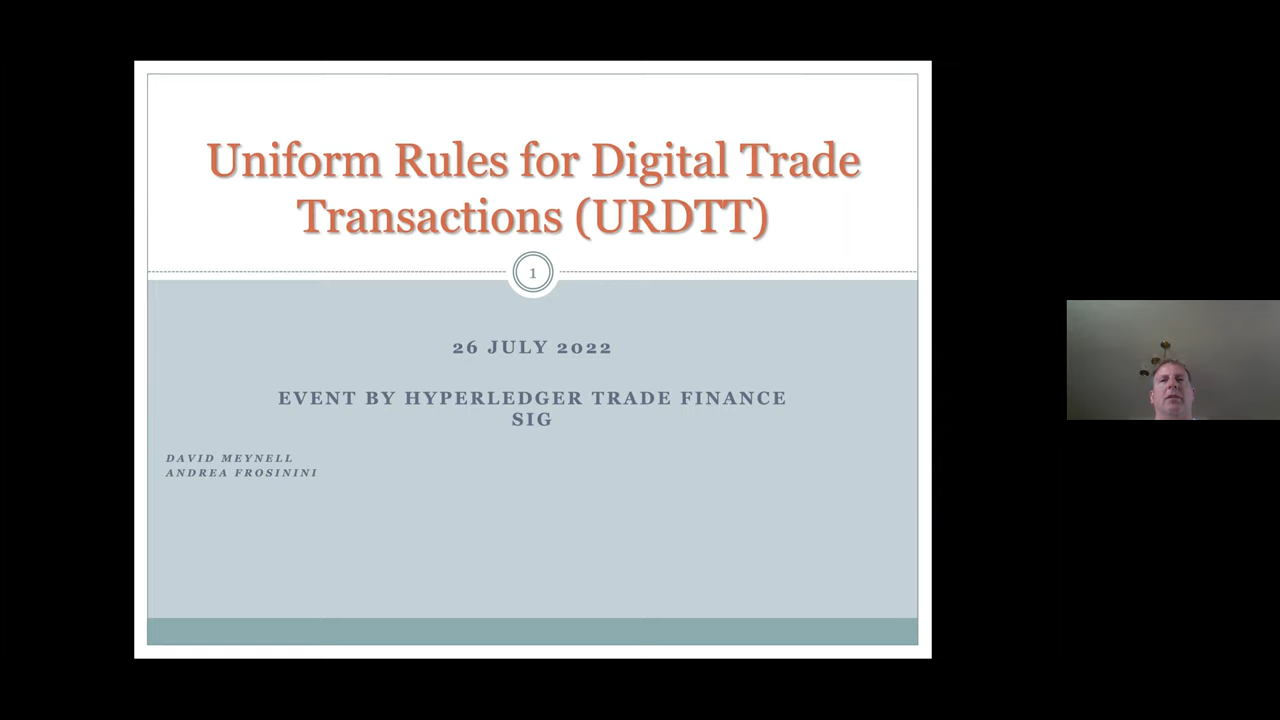 Uniform Rules for Digital Trade
Transactions (URDTT)
1
26 JULY 2022
EVENT BY HYPERLEDGER TRADE FINANCE
SIG
DAVID MEYNELL
ANDREA FROSININI